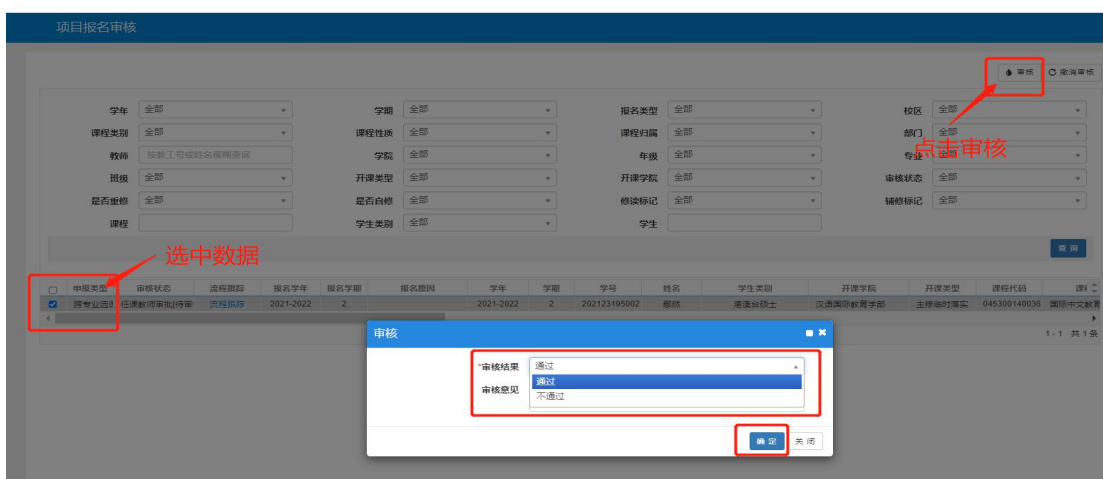 项目报名审核
审核 撤消审核
学年 全部 学期 全部 报名类型 全部 校区 全部
课程类别 全部 课程性质 全部 课程归属 全部 部门 全部
点击审核
教师 按教工号或姓名模糊查询 学院 全部 年级 全部 专业 全部
班级 全部 开课类型 全部 开课学院 全部 审核状态 全部
是否重修 全部 是否自修 全部 修读标记 全部 辅修标记 全部
课程 学生类别 全部 学生
选中数据
查询
申报类型 审核状态 流程跟踪 报名学年 报名学期 报名原因 学年 学期 学号 姓名 学生类别 开课学院 开课类型 课程代码
跨专业选 任课教师审批(待审 流程跟踪 2021-2022 2 2021-2022 2 202123195002 港澳台硕士 汉语国际教育学部 主修临时落实 045300140036 国际中文教育
1-1 共1条
审核
*审核结果 通过
通过
审核意见
不通过
确定 关闭